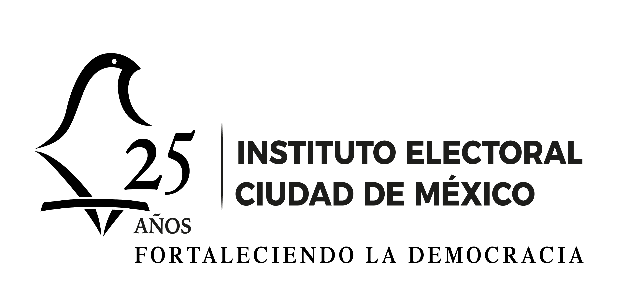 25
AÑOS
INSTITUTO ELECTORAL
CIUDAD DE MÉXICO
FORTALECIENDO LA DEMOCRACIA